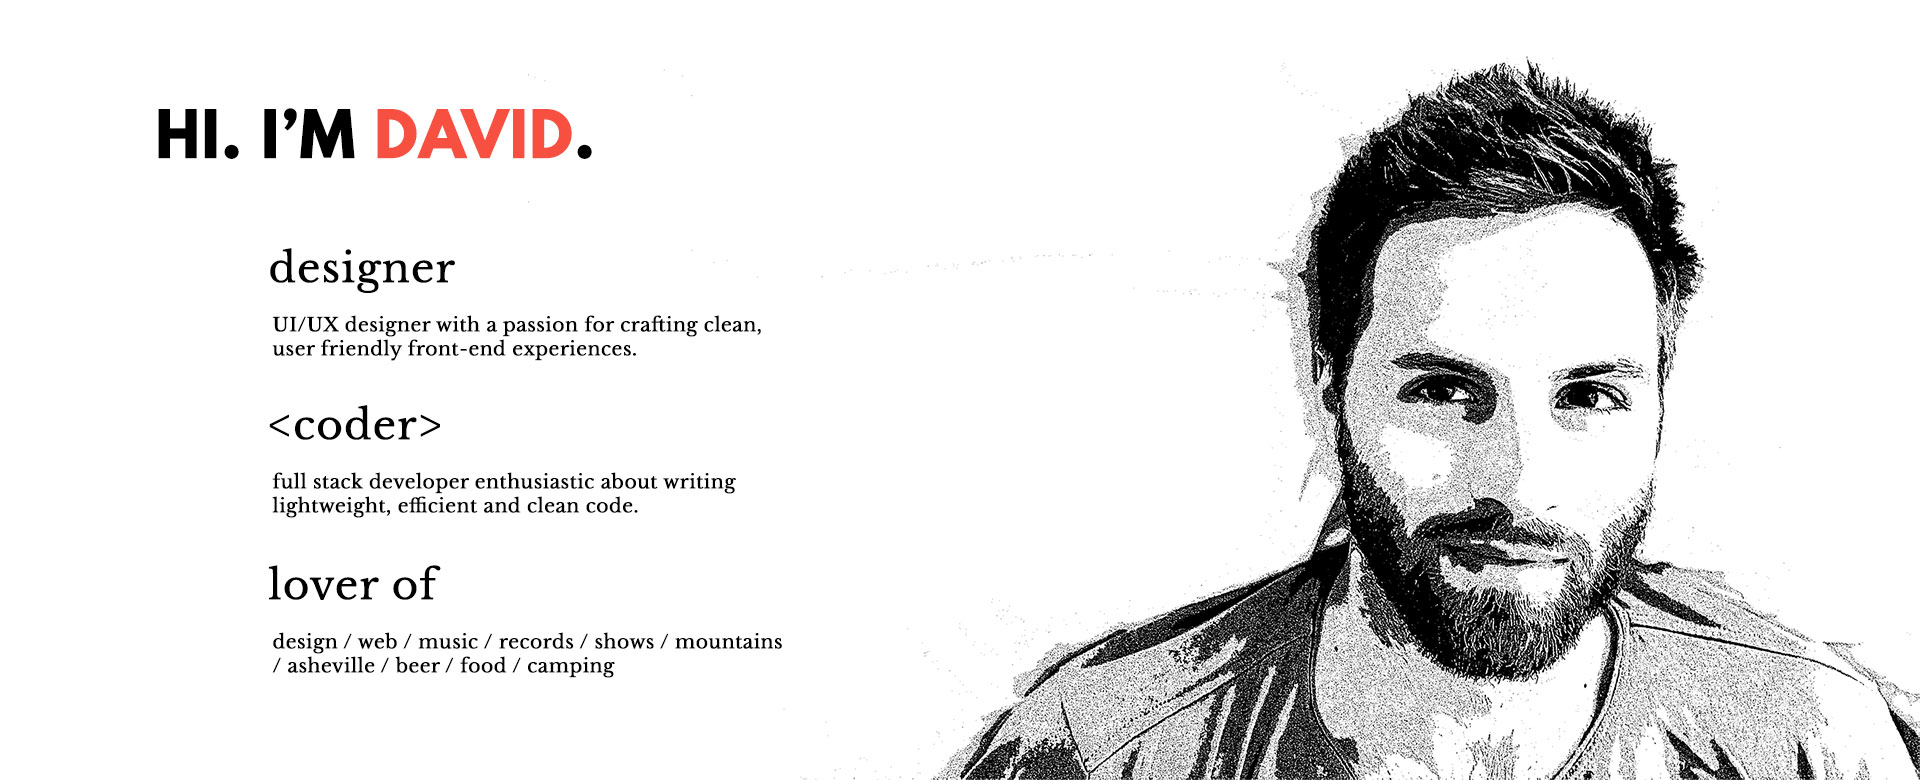 HI. I’M DAVID.
designer
UI/UX designer with a passion for crafting clean,
user friendly front-end experiences.
<coder>
full stack developer enthusiastic about writing
lightweight, efficient and clean code.
lover of
design / web / music / records / shows / mountains
/ asheville / beer / food / camping